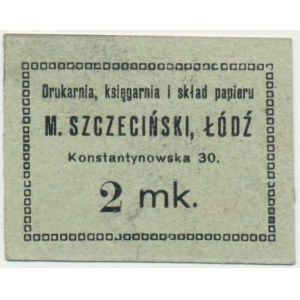 Drukarnia, księgarnia i skład papieru
M. SZCZECIŃSKI, ŁÓDŹ
Konstantynowska 30.
2 mk.